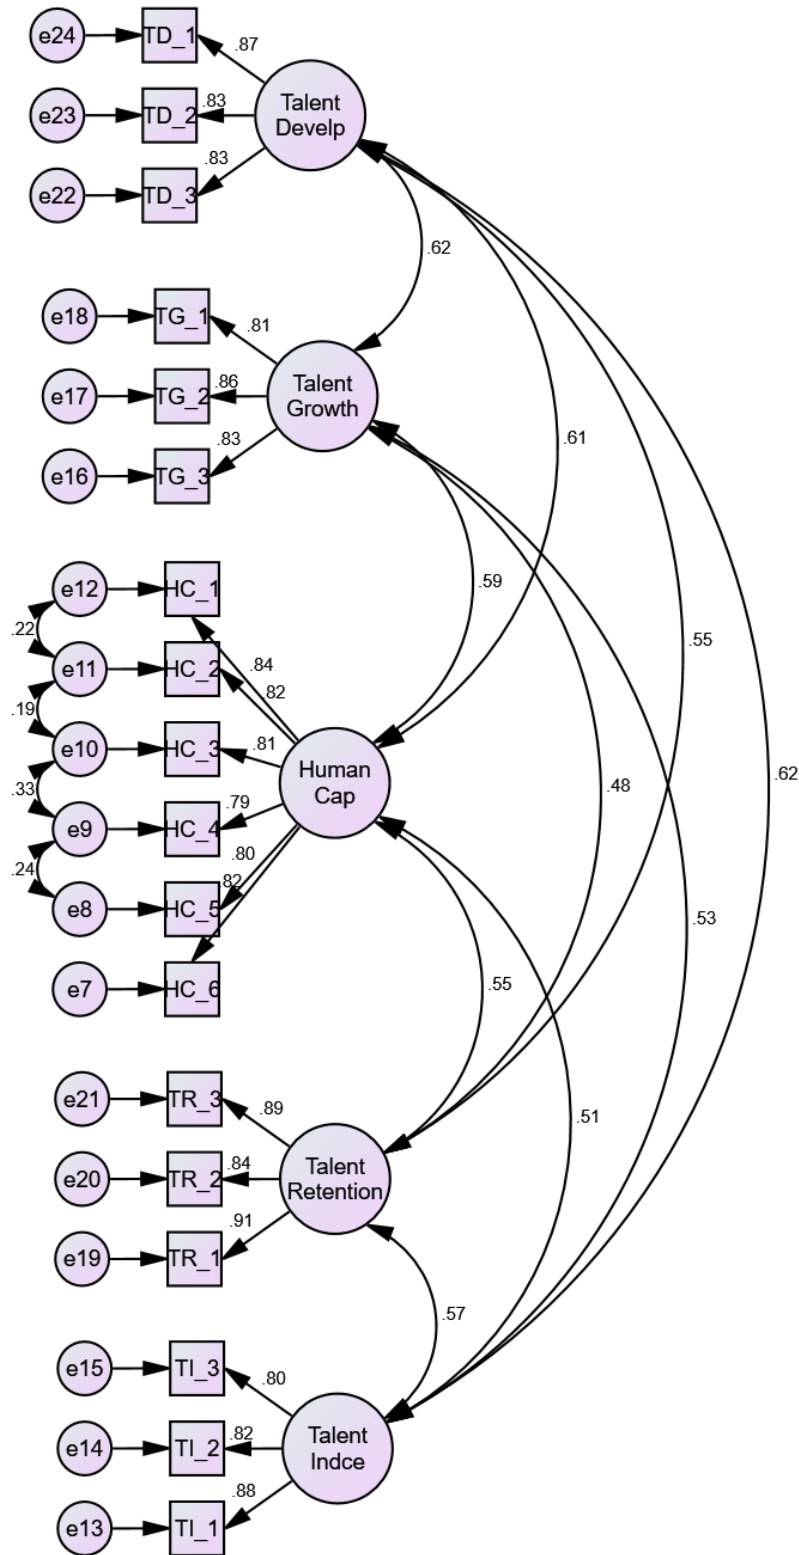 e24
TD_1
.87
Talent
Develp
e23
TD_2
.83
.83
e22
TD_3
.62
e18
TG_1
.81
Talent
Growth
e17
TG_2
.86
.83
e16
TG_3
.61
.59
e12
HC_1
.22
e11
HC_2
.84
.82
.19
e10
HC_3
.81
Human
Cap
.33
e9
HC_4
.79
.80
.82
.24
e8
HC_5
e7
HC_6
.55
.62
.48
.53
.55
.51
e21
TR_3
.89
Talent
Retention
e20
TR_2
.84
.91
e19
TR_1
.57
e15
TI_3
.80
Talent
Indce
e14
TI_2
.82
.88
e13
TI_1